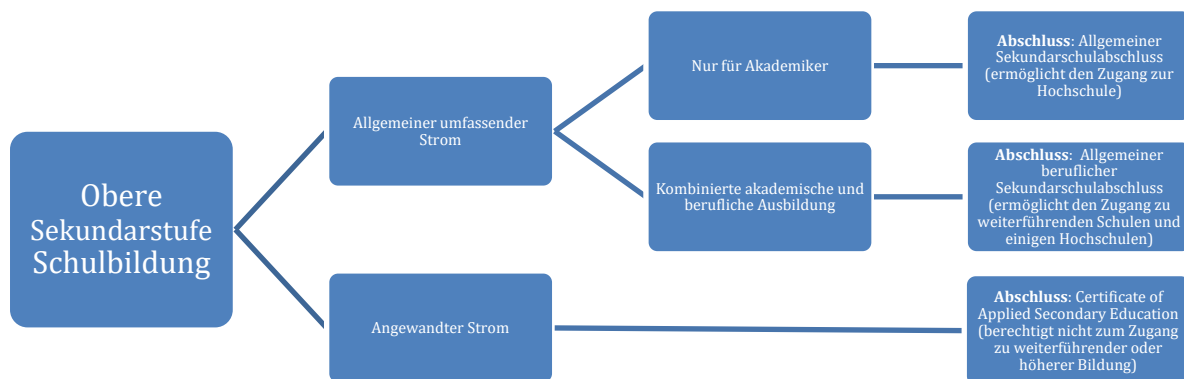 Obere
Sekundarstufe
Schulbildung
Allgemeiner umfassender
Strom
Nur für Akademiker
Abschluss: Allgemeiner
Sekundarschulabschluss
(ermöglicht den Zugang zur
Hochschule)
Kombinierte akademische und
berufliche Ausbildung
Abschluss: Allgemeiner
beruflicher
Sekundarschulabschluss
(ermöglicht den Zugang zu
weiterführenden Schulen und
einigen Hochschulen)
Angewandter Strom
Abschluss: Certificate of
Applied Secondary Education
(berechtigt nicht zum Zugang
zu weiterführender oder
höherer Bildung)